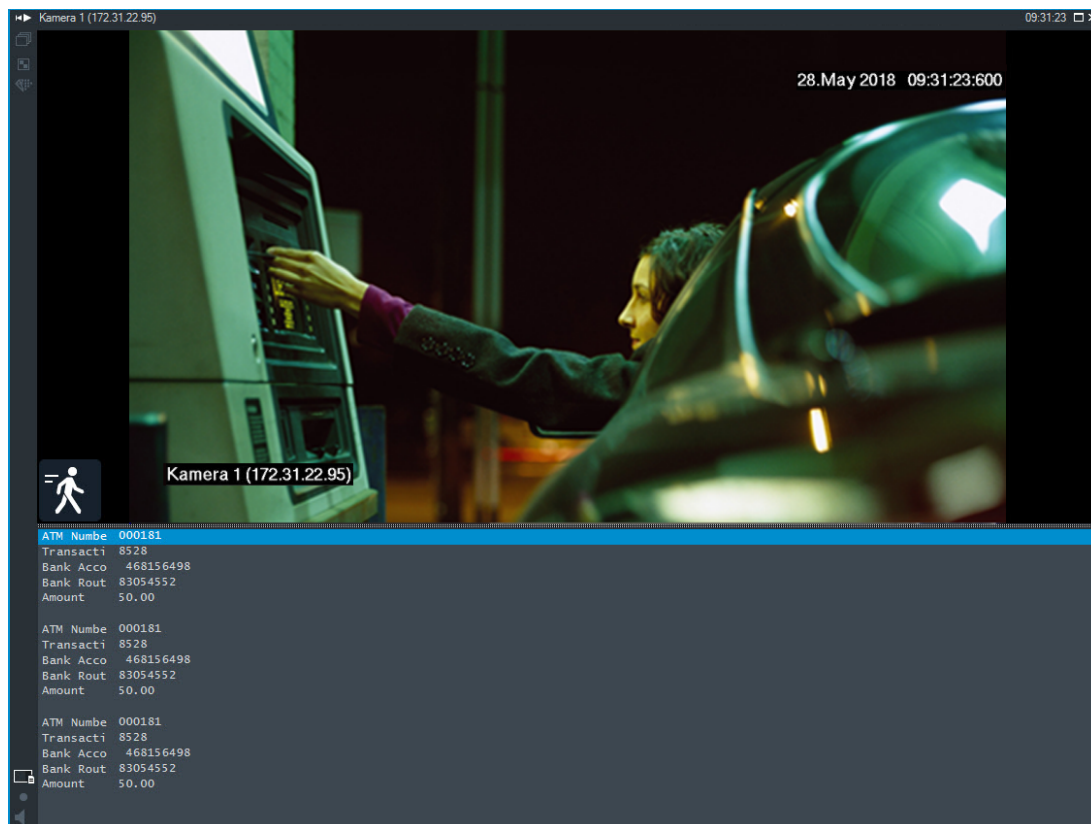 Kamera 1 (172.31.22.95)
09:31:23
28.May 2018 09:31:23:600
Kamera 1 (172.31.22.95)
ATM Numbe 000181
Transacti 8528
Bank Acco 468156498
Bank Rout 83054552
Amount 50.00
ATM Numbe 000181
Transacti 8528
Bank Acco 468156498
Bank Rout 83054552
Amount 50.00
ATM Numbe 000181
Transacti 8528
Bank Acco 468156498
Bank Rout 83054552
Amount 50.00